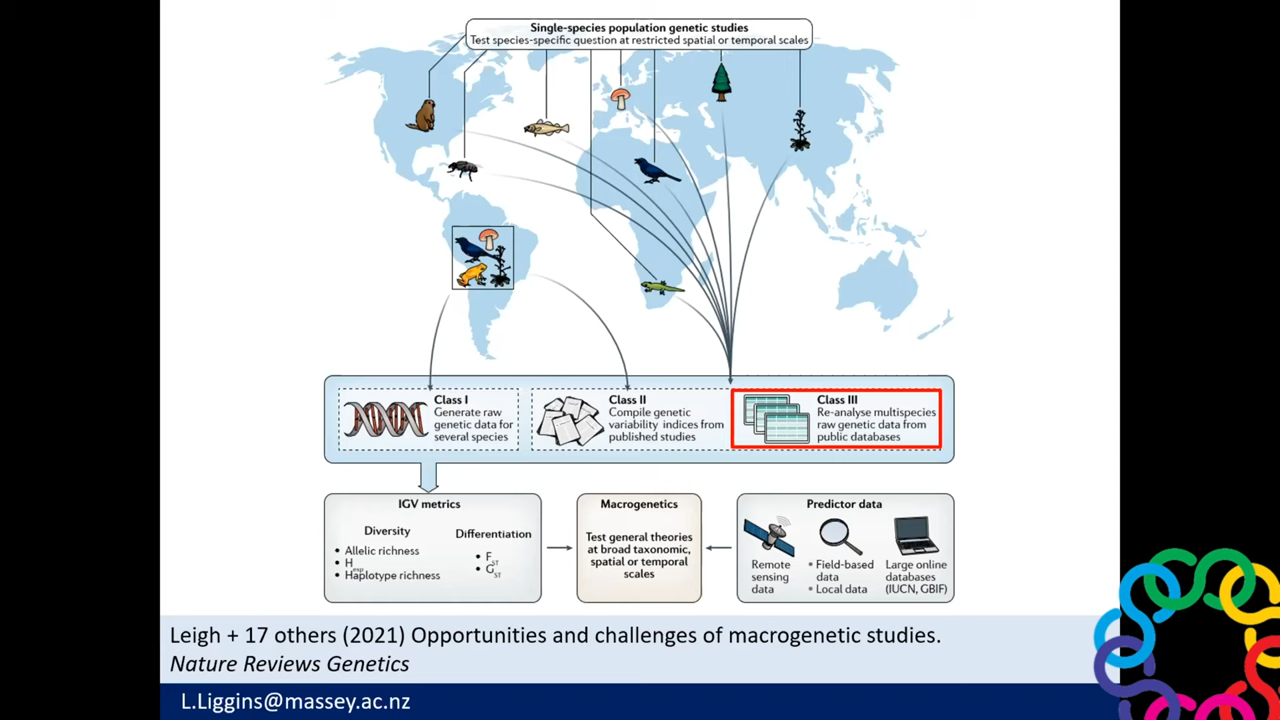 Single-species population genetic studies
Test species-specific question at restricted spatial or temporal scales
Class I
Generate raw
genetic data for
several species
Class II
Compile genetic
variability indices from
published studies
Class III
Re-analyse multispecies
raw genetic data from
public databases
IGV metrics
Diversity
• Allelic richness
• Hexp
• Haplotype richness
Differentiation
• FST
• GST
Macrogenetics
Test general theories
at broad taxonomic,
spatial or temporal
scales
Predictor data
Remote
sensing
data
• Field-based
data
• Local data
Large online
databases
(IUCN, GBIF)
Leigh + 17 others (2021) Opportunities and challenges of macrogenetic studies.
Nature Reviews Genetics
L.Liggins@massey.ac.nz